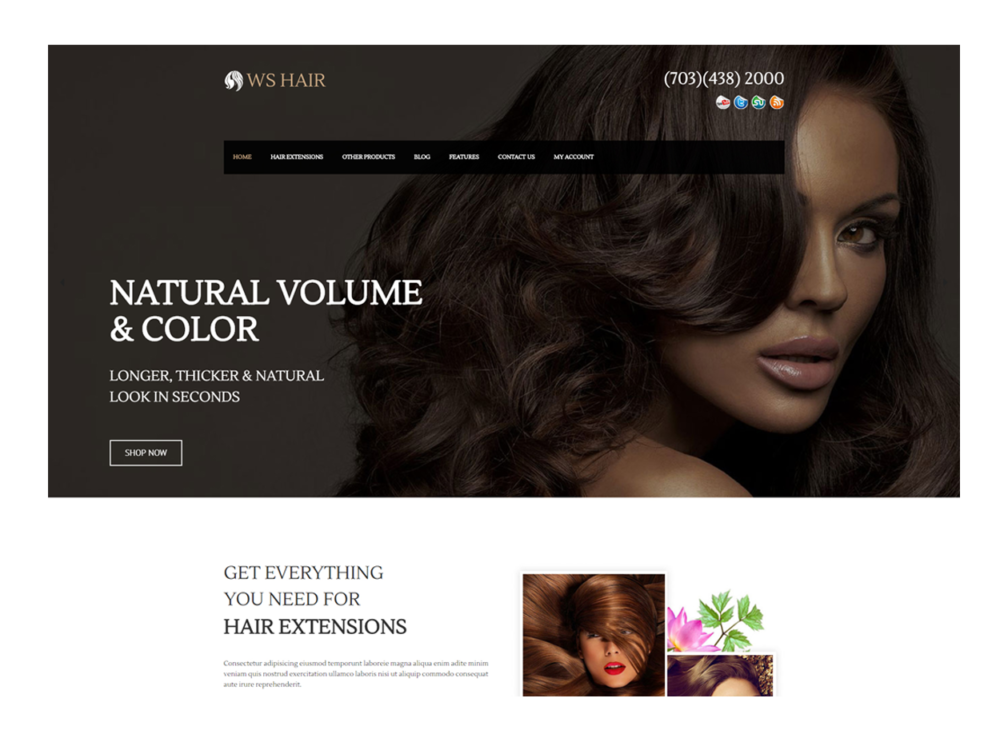 WS HAIR
(703)(438) 2000
HOME HAIR EXTENSIONS OTHER PRODUCTS BLOG FEATURES CONTACT US MY ACCOUNT
NATURAL VOLUME
& COLOR
LONGER, THICKER & NATURAL
LOOK IN SECONDS
SHOP NOW
GET EVERYTHING
YOU NEED FOR
HAIR EXTENSIONS
Consectetur adipisicing eiusmod temporunt laboreie magna aliqua enim adite minim
veniam quis nostrud exercitation ullamco laboris nisi ut aliquip commodo consequat
aute irure reprehenderit.